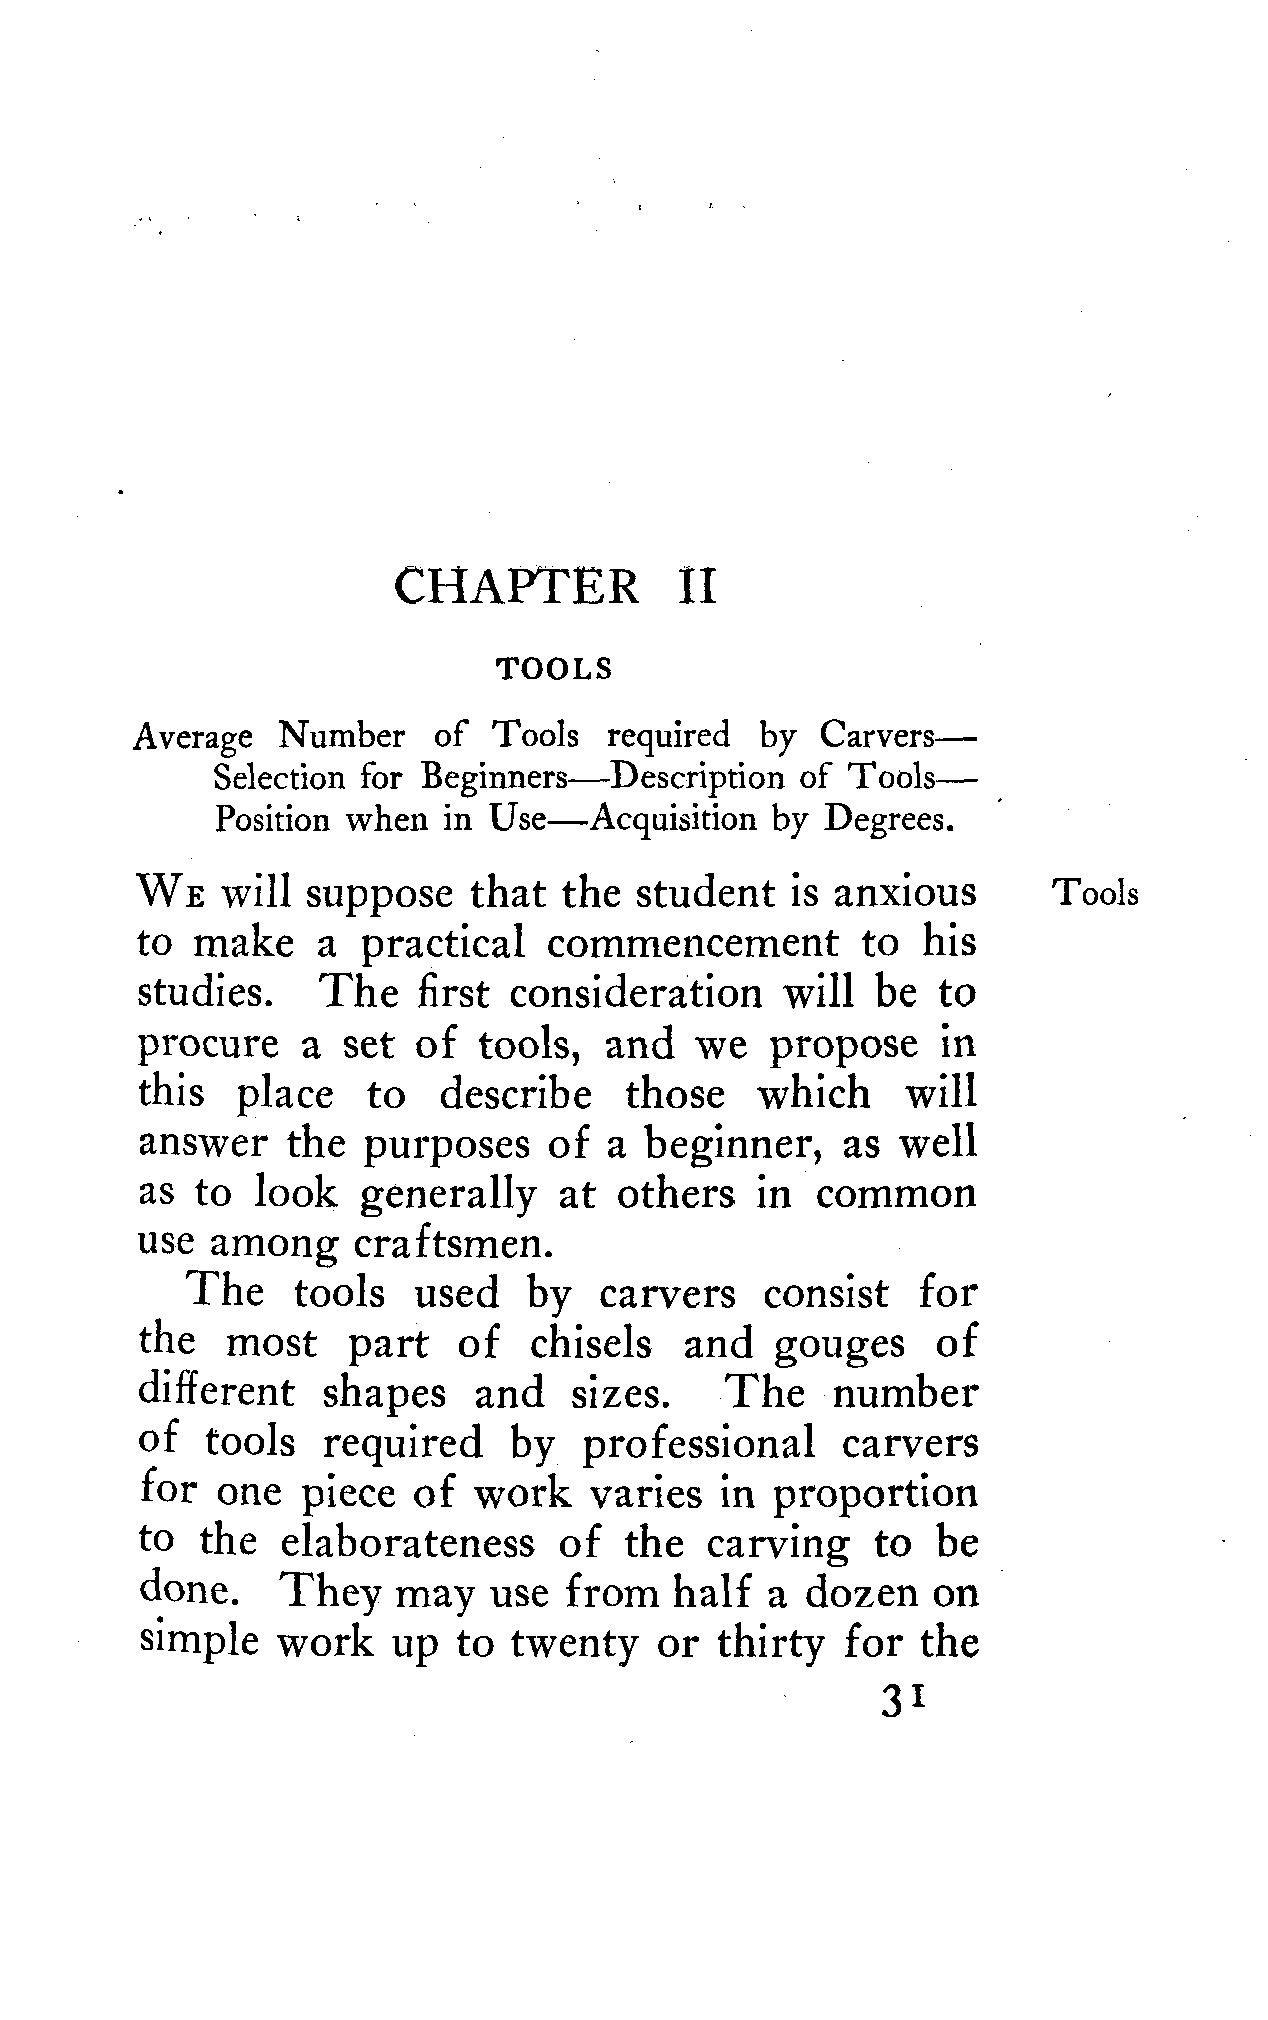 CHAPTER II
TOOLS
Average Number of Tools required by Carvers—
Selection for Beginners—Description of Tools—
Position when in Use—Acquisition by Degrees.
WE will suppose that the student is anxious
Tools
to make a practical commencement to his
studies. The first consideration will be to
procure a set of tools, and we propose in
this place to describe those which will
answer the purposes of a beginner, as well
as to look generally at others in common
use among craftsmen.
The tools used by carvers consist for
the most part of chisels and gouges of
different shapes and sizes. The number
of tools required by professional carvers
for one piece of work varies in proportion
to the elaborateness of the carving to be
done. They may use from half a dozen on
simple work up to twenty or thirty for the
31